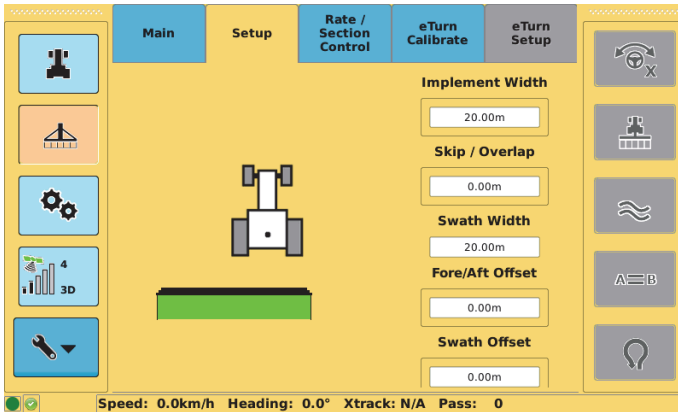 Main
Setup
Rate /
Section
Control
eTurn
Calibrate
eTurn
Setup
Implement Width
20.00m
Skip / Overlap
0.00m
Swath Width
20.00m
Fore/Aft Offset
0.00m
Swath Offset
0.00m
4
3D
X
A B
Speed: 0.0km/h Heading: 0.0° Xtrack: N/A Pass: 0